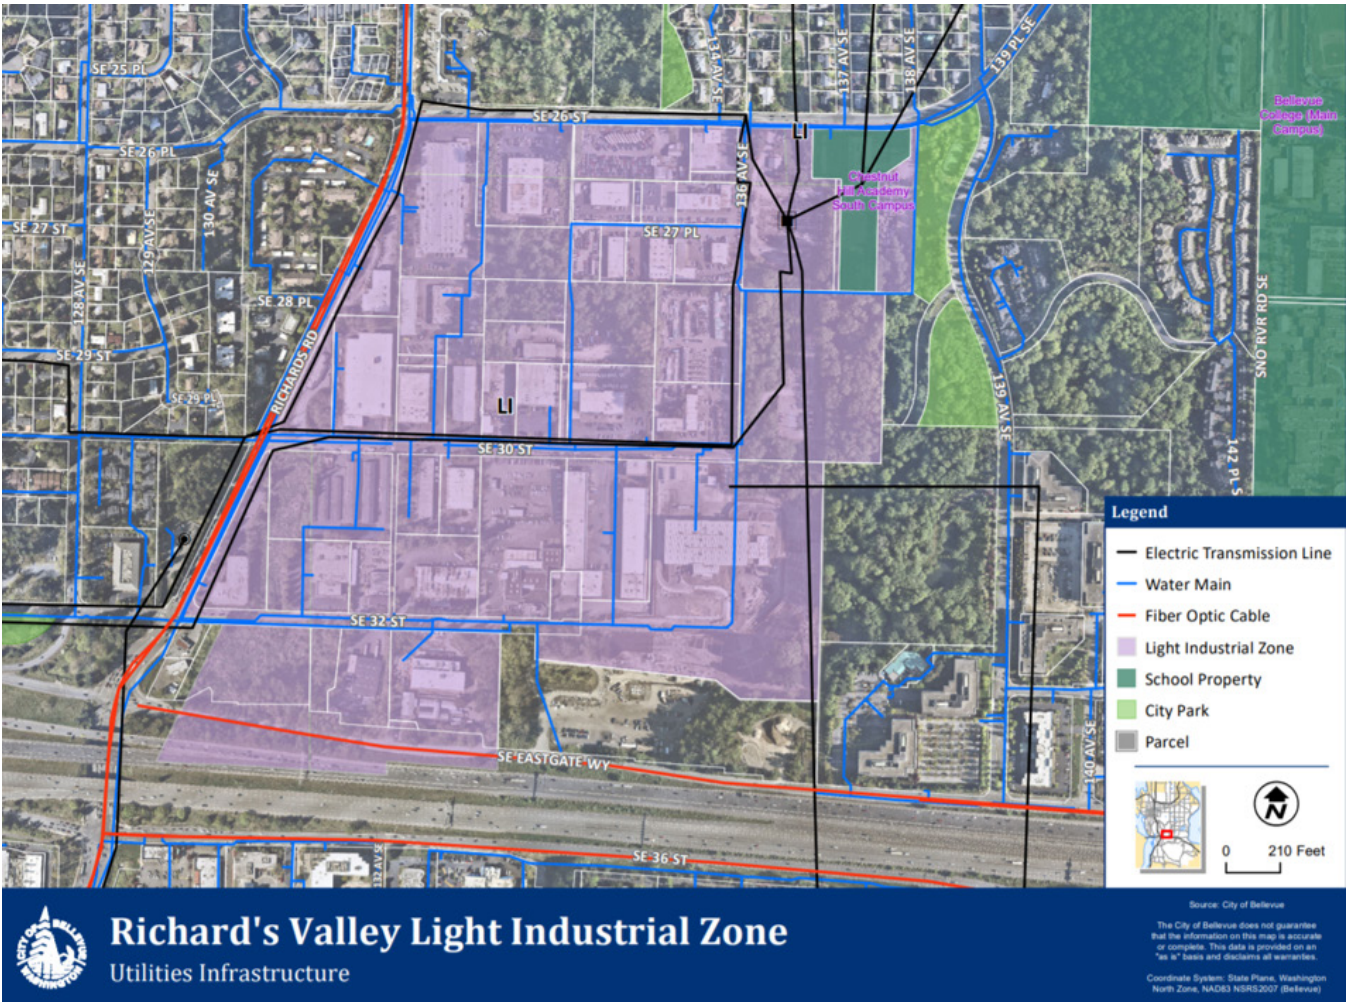 SE 25 PL
134 AV SE
137 AV SE
138 AV SE
139 PL SE
Bellevue
College (Main
Campus)
SE 26 ST
LI
SE 26 PL
136 AV SE
130 AV SE
Chestnut
Hill Academy
South Campus
SE 27 ST
129 AV SE
SE 27 PL
128 AV SE
SE 28 PL
SNO RVR RD SE
SE 29 ST
RICHARDS RD
SE 29 PL
LI
139 AV SE
SE 30 ST
142 PL S
SE 32 ST
SE EASTGATE WY
140 AV SE
SE 36 ST
132 AV SE
Legend
Electric Transmission Line
Water Main
Fiber Optic Cable
Light Industrial Zone
School Property
City Park
Parcel
N
0 210 Feet
CITY OF BELLEVUE
WASHINGTON
Richard's Valley Light Industrial Zone
Utilities Infrastructure
Source: City of Bellevue
The City of Bellevue does not guarantee
that the information on this map is accurate
or complete. This data is provided on an
"as is" basis and disclaims all warranties.
Coordinate System: State Plane, Washington
North Zone, NAD83 NSRS2007 (Bellevue)